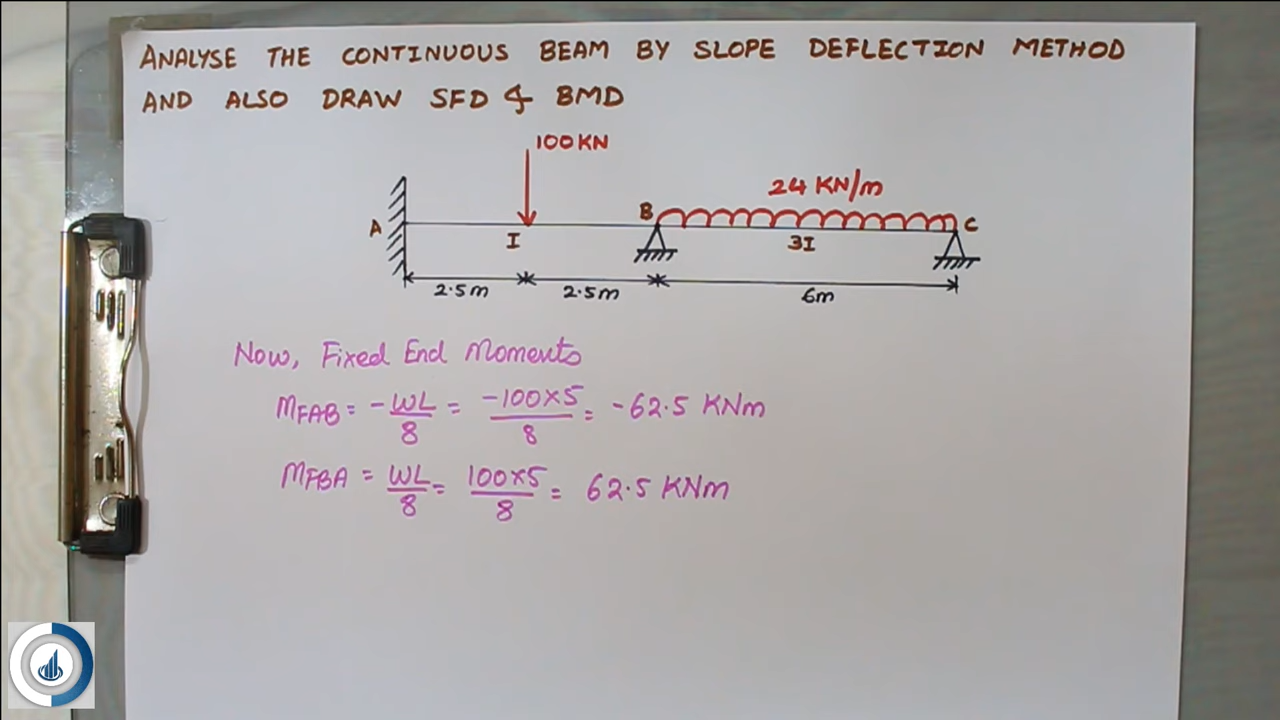 ANALYSE THE CONTINUOUS BEAM BY SLOPE DEFLECTION METHOD
AND ALSO DRAW SFD & BMD
100KN
24 KN/m
A
I
B
3I
C
2.5m
2.5m
6m
Now, Fixed End Moments
MFAB = -WL/8 = -100×5/8 = -62.5 KNm
MFBA = WL/8 = 100×5/8 = 62.5 KNm